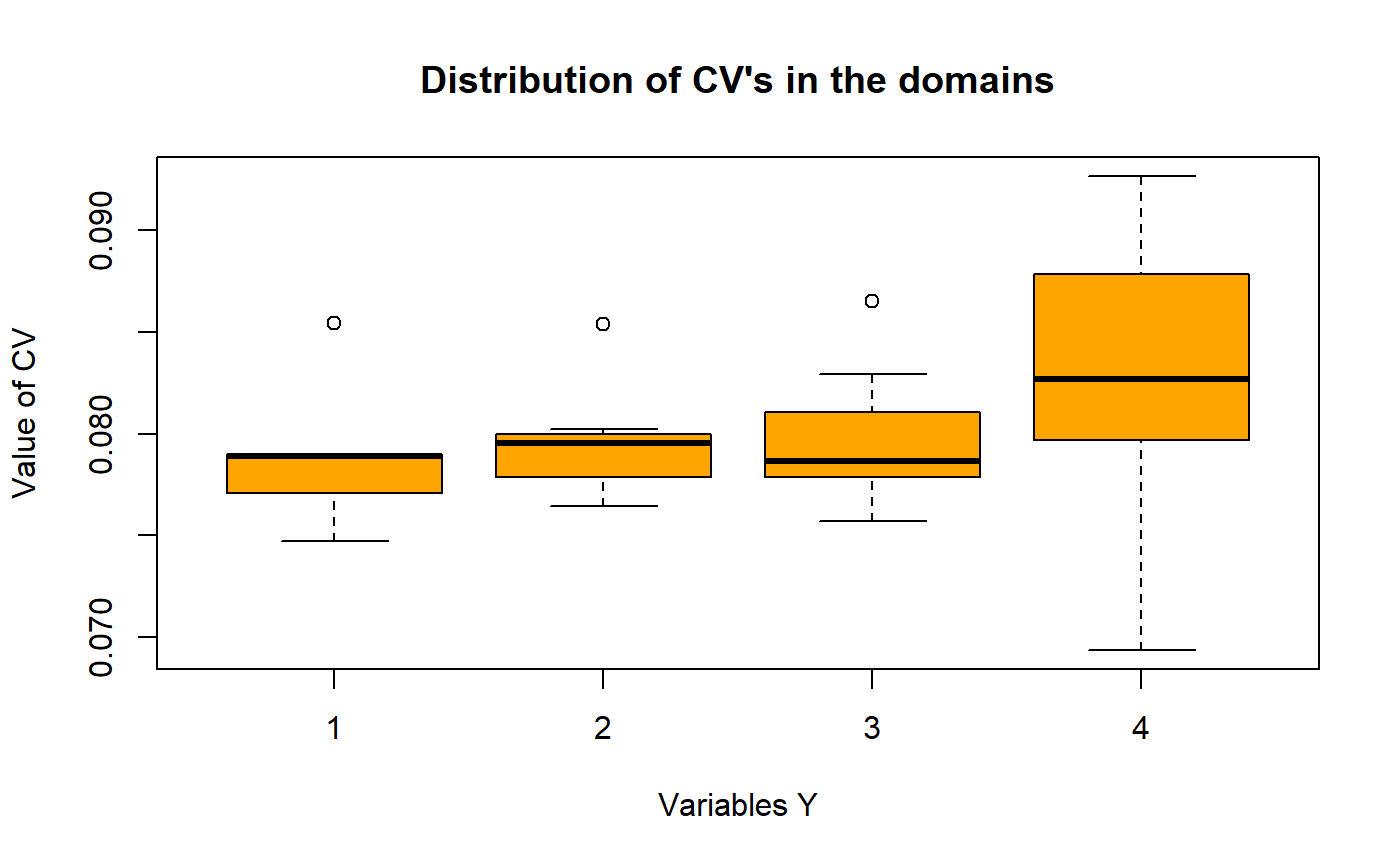 Distribution of CV's in the domains
Value of CV
0.090
0.080
0.070
1 2 3 4
Variables Y